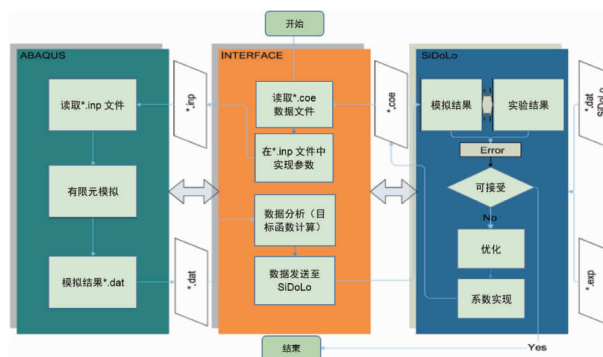 开始
ABAQUS
INTERFACE
SiDoLo
读取*.inp 文件
有限元模拟
模拟结果*.dat
*.inp
*.dat
读取*.coe
数据文件
在*.inp 文件中
实现参数
数据分析（目
标函数计算）
数据发送至
SiDoLo
*.coe
模拟结果
实验结果
Error
可接受
No
优化
系数实现
*.dat
SiDoLo
*.exp
Yes
结束